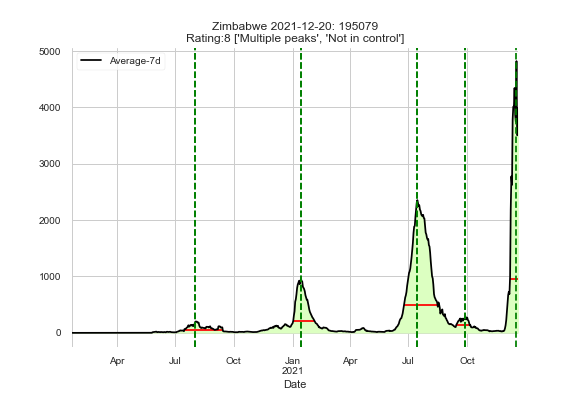 Zimbabwe 2021-12-20: 195079
Rating:8 ['Multiple peaks', 'Not in control']
Average-7d
5000
4000
3000
2000
1000
0
Apr Jul Oct Jan Apr Jul Oct
2021
Date